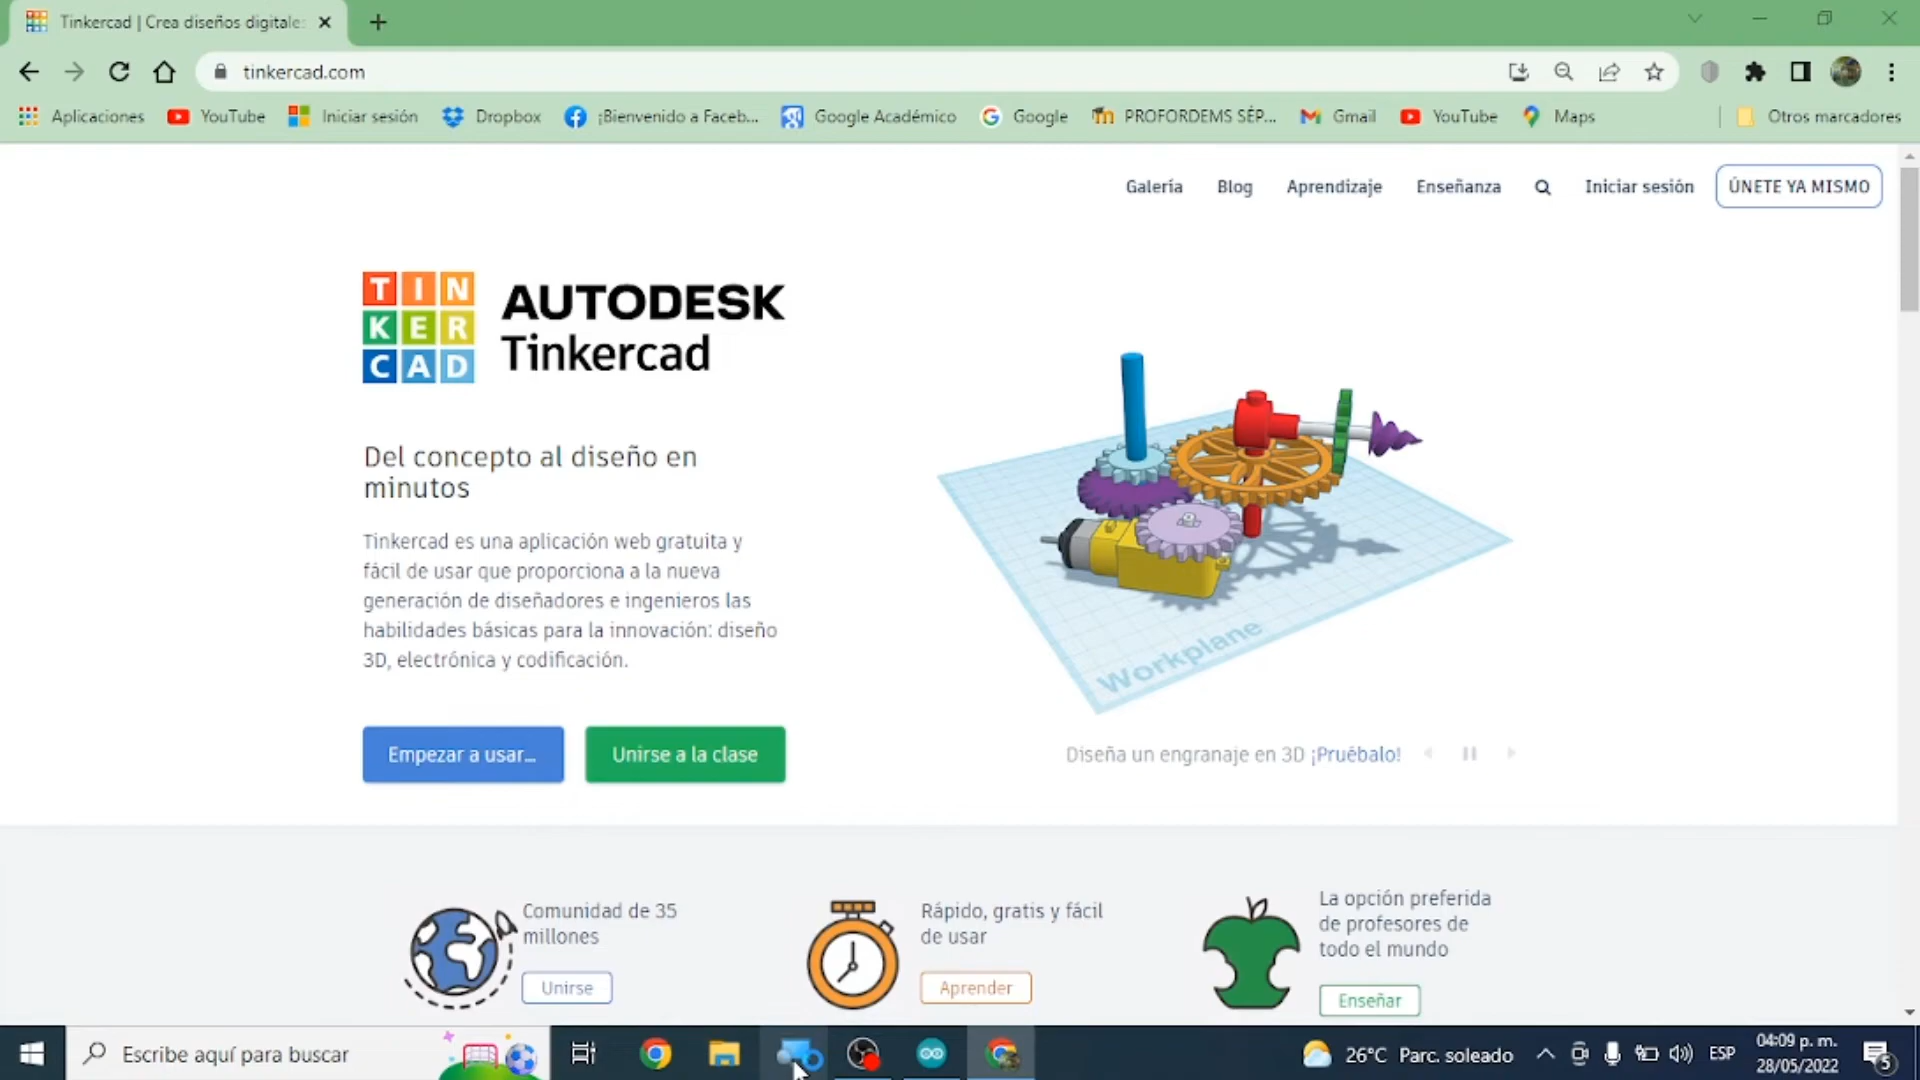 Tinkercad | Crea diseños digitale
tinkercad.com
Aplicaciones YouTube Iniciar sesión Dropbox ¡Bienvenido a Faceb... Google Académico Google PROFORDEMS SÉP... Gmail YouTube Maps Otros marcadores
Galería Blog Aprendizaje Enseñanza Iniciar sesión ÚNETE YA MISMO
TIN
KER
CAD
AUTODESK
Tinkercad
Del concepto al diseño en
minutos
Tinkercad es una aplicación web gratuita y
fácil de usar que proporciona a la nueva
generación de diseñadores e ingenieros las
habilidades básicas para la innovación: diseño
3D, electrónica y codificación.
Empezar a usar... Unirse a la clase
Workplane
Diseña un engranaje en 3D ¡Pruébalo!
Comunidad de 35
millones
Unirse
Rápido, gratis y fácil
de usar
Aprender
La opción preferida
de profesores de
todo el mundo
Enseñar
Escribe aquí para buscar
26°C Parc. soleado
ESP
04:09 p. m.
28/05/2022
5